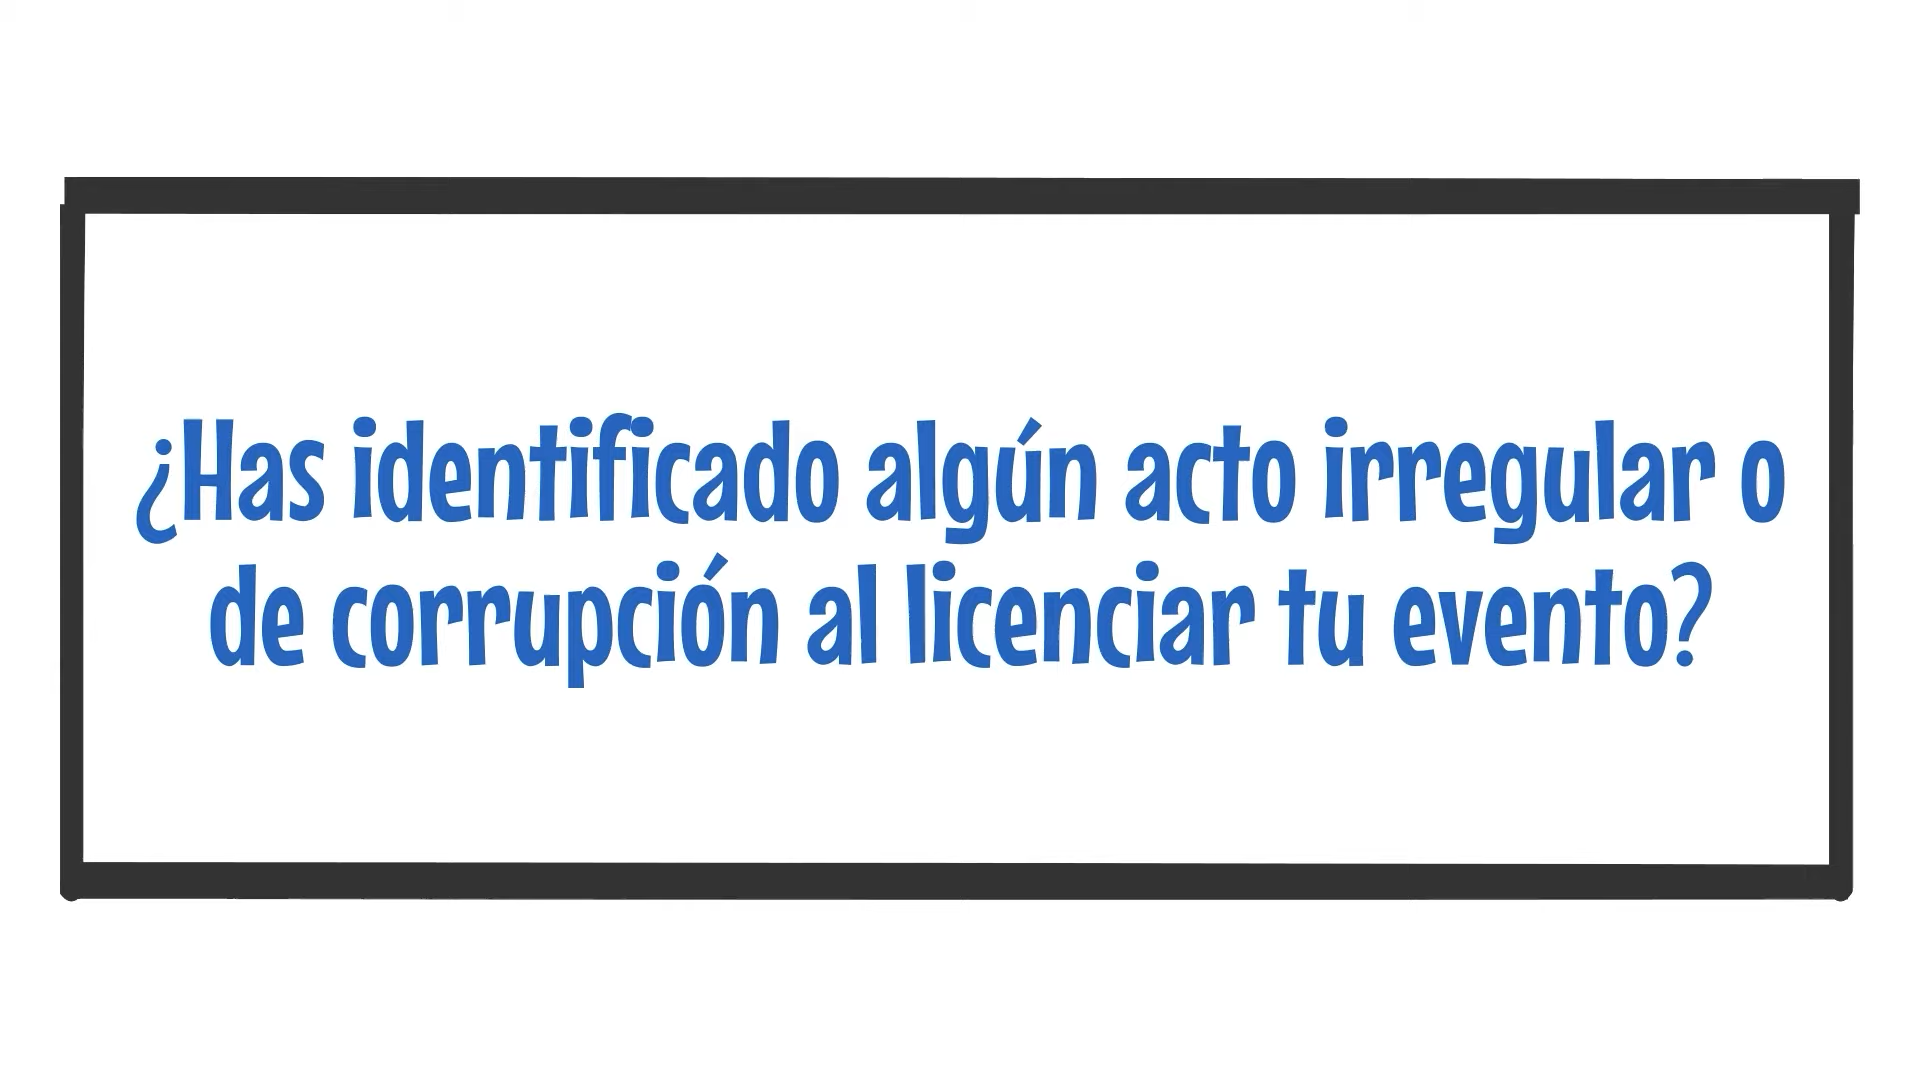 ¿Has identificado algún acto irregular o
de corrupción al licenciar tu evento?